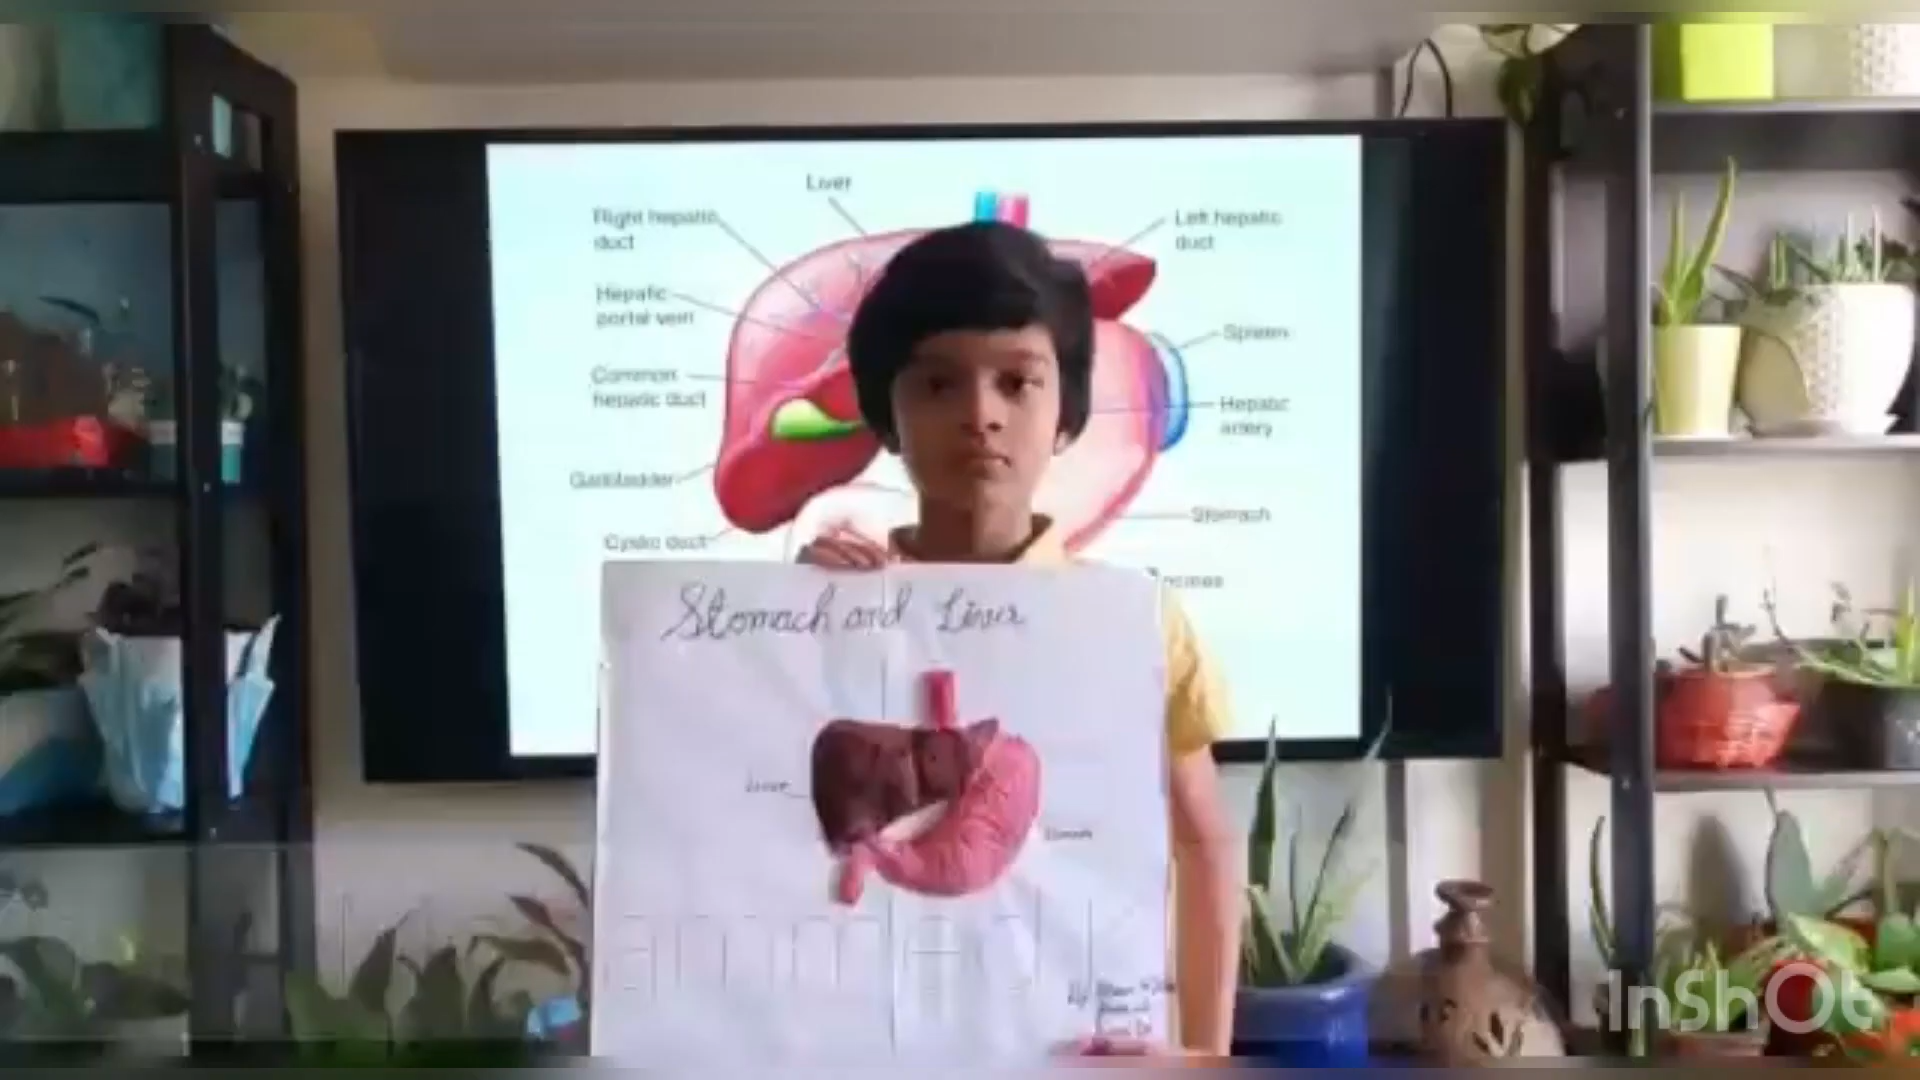 Liver
Right hepatic
duct
Left hepatic
duct
Hepatic
portal vein
Spleen
Common
hepatic duct
Hepatic
artery
Gallbladder
Stomach
Cystic duct
Stomach and Liver
Liver
Stomach
By
InShOt